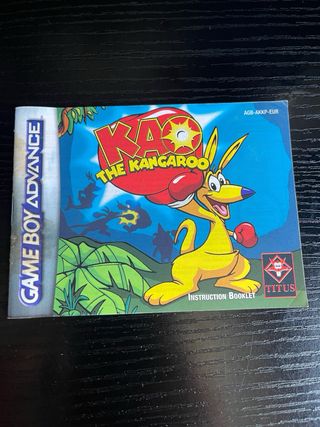 AGB-AKKP-EUR
KAO
THE KANGAROO
GAME BOY ADVANCE
INSTRUCTION BOOKLET
TITUS